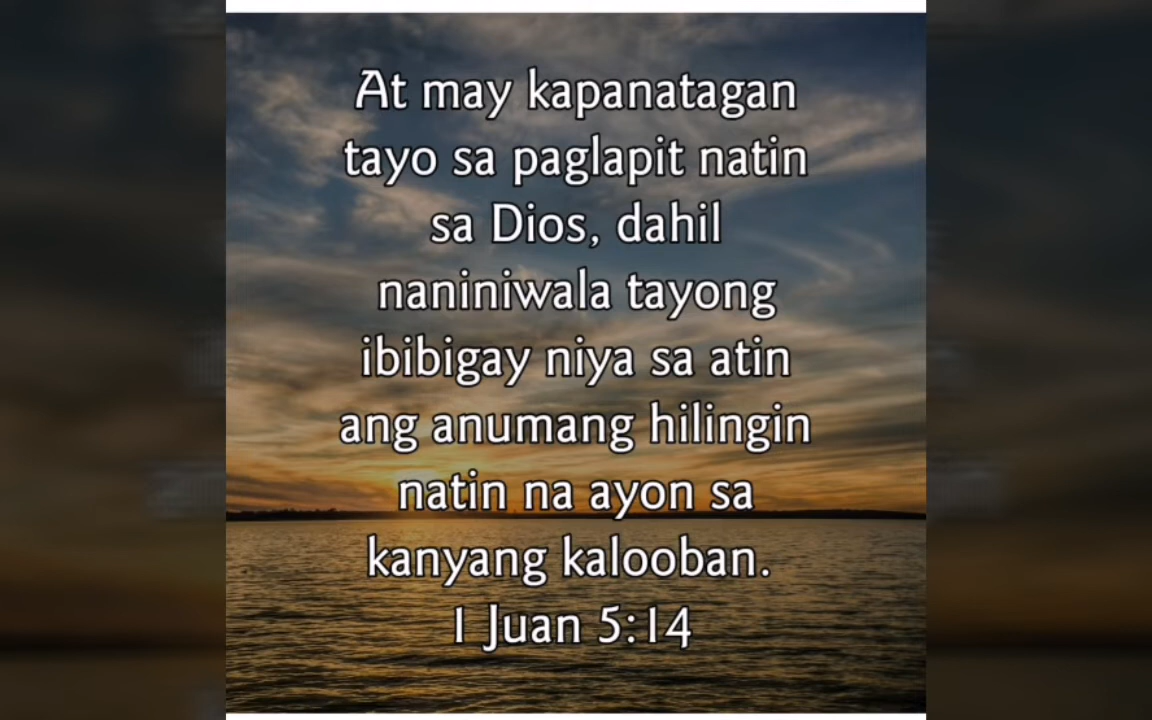 At may kapanatagan
tayo sa paglapit natin
sa Dios, dahil
naniniwala tayong
ibibigay niya sa atin
ang anumang hilingin
natin na ayon sa
kanyang kalooban.
1 Juan 5:14